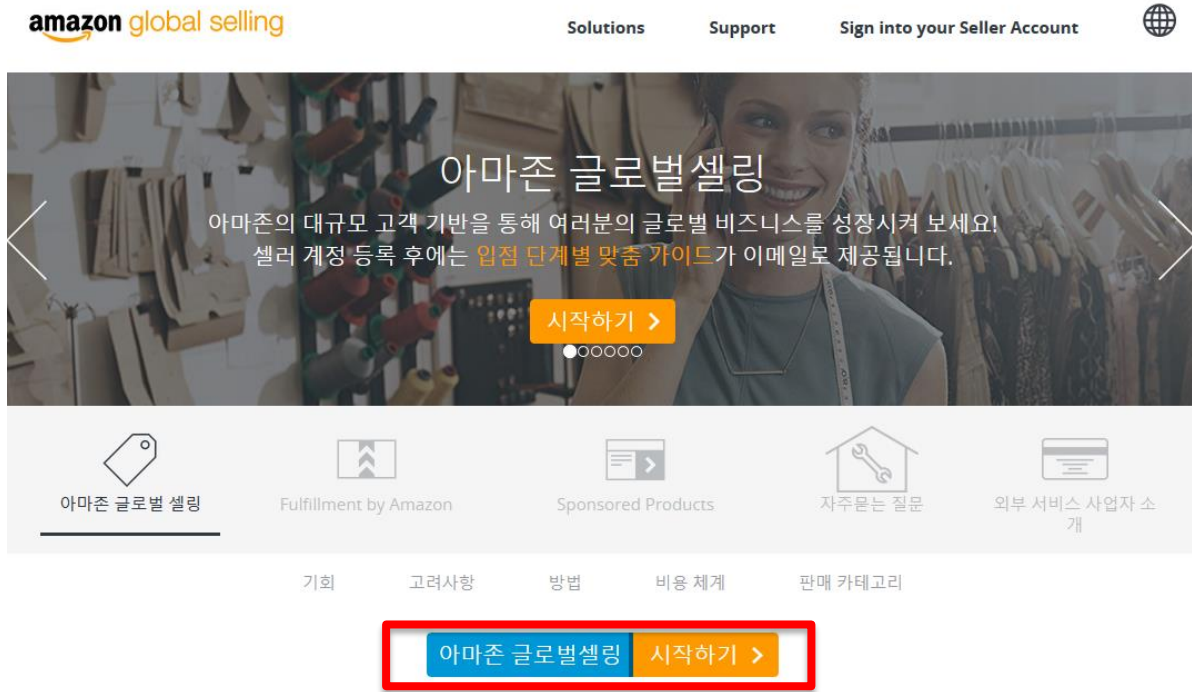 amazon global selling
Solutions
Support
Sign into your Seller Account
아마존 글로벌셀링
아마존의 대규모 고객 기반을 통해 여러분의 글로벌 비즈니스를 성장시켜 보세요!
셀러 계정 등록 후에는 입점 단계별 맞춤 가이드가 이메일로 제공됩니다.
시작하기
아마존 글로벌 셀링
Fulfillment by Amazon
Sponsored Products
자주묻는 질문
외부 서비스 사업자 소
개
기회
고려사항
방법
비용 체계
판매 카테고리
아마존 글로벌셀링
시작하기